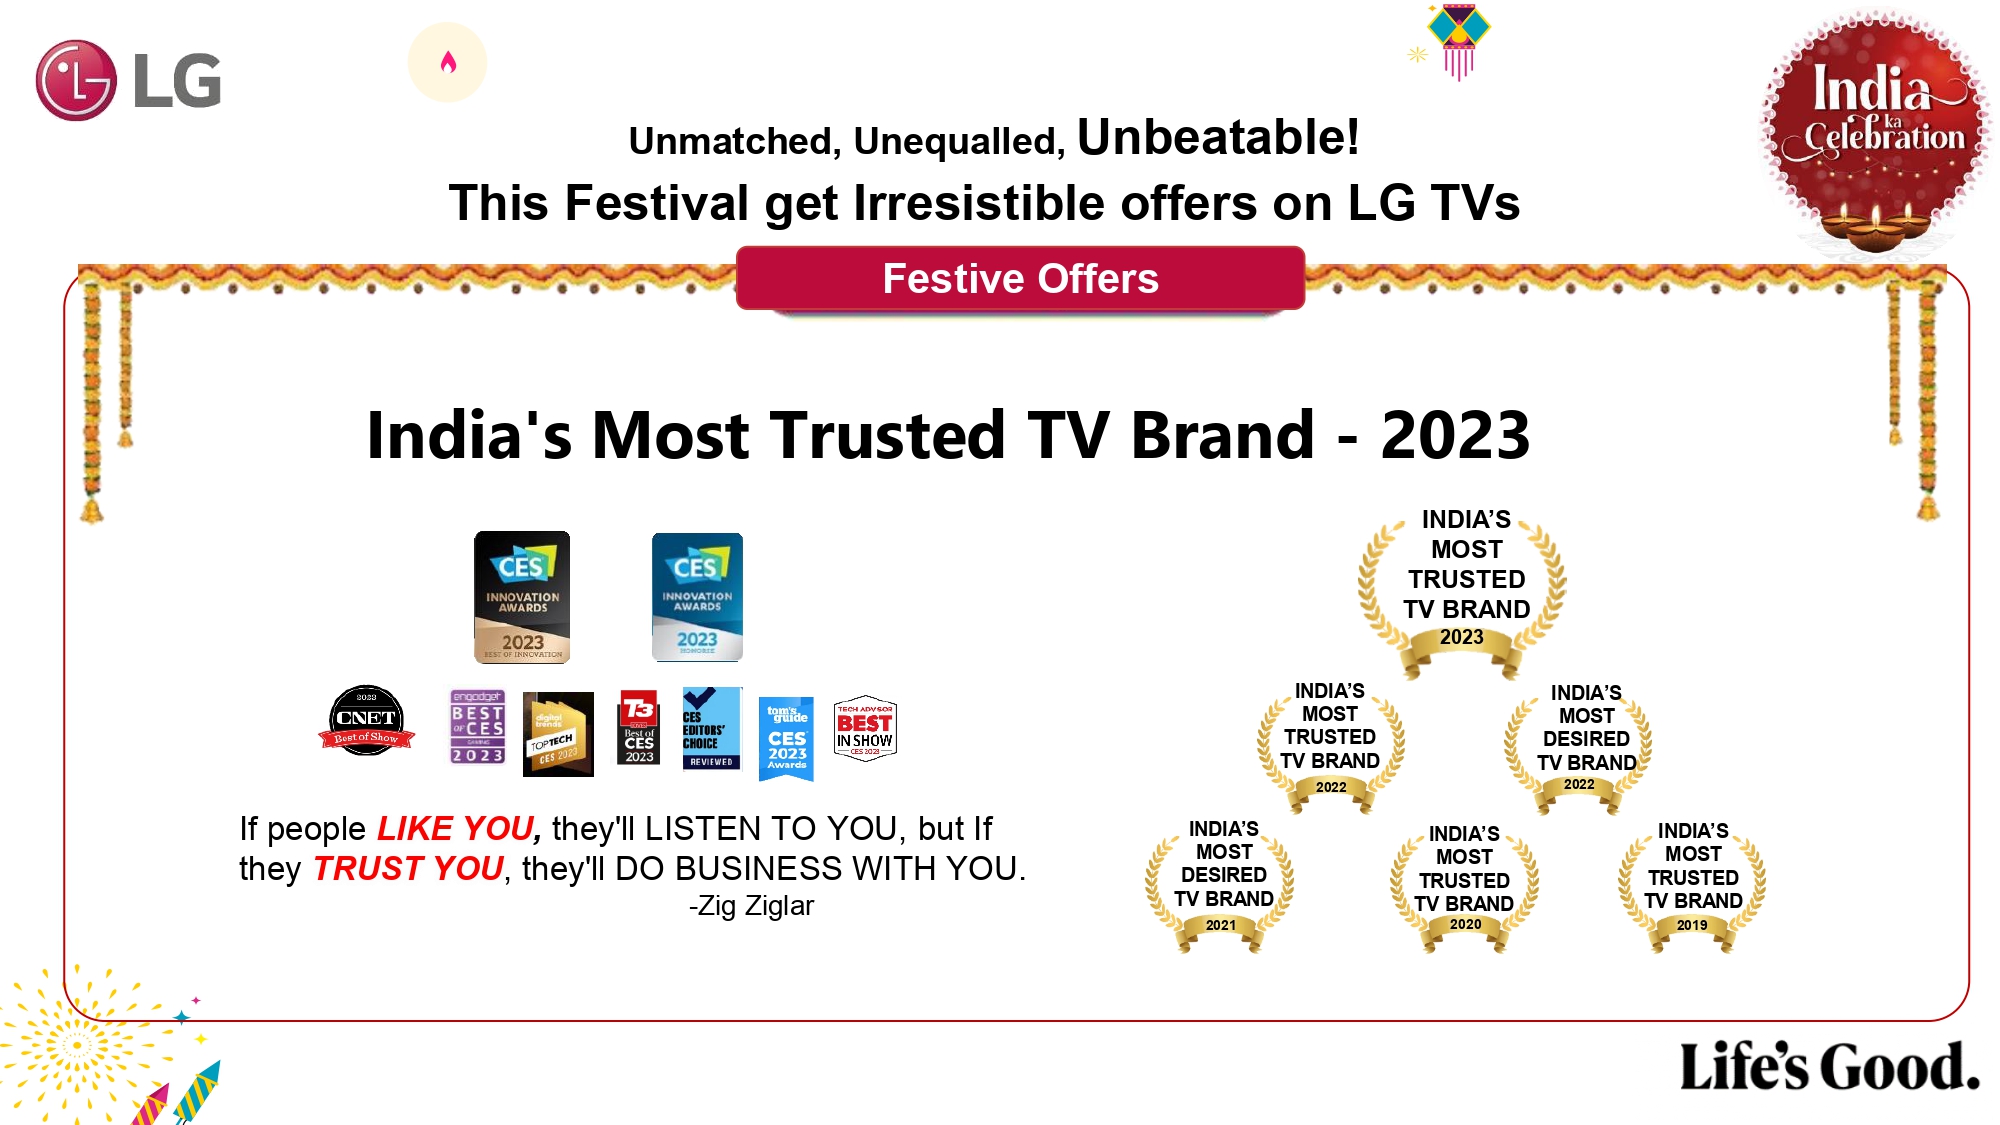 LG
India
ka
Celebration
Unmatched, Unequalled, Unbeatable!
This Festival get Irresistible offers on LG TVs
Festive Offers
India's Most Trusted TV Brand - 2023
CES
INNOVATION
AWARDS
2023
BEST OF INNOVATION
CES
INNOVATION
AWARDS
2023
HONOREE
2023
CNET
Best of Show
engadget
BEST
OF CES
GAMING
2023
digital
trends
TOP TECH
CES 2023
T3
Best of
CES
2023
CES
EDITORS'
CHOICE
REVIEWED
tom's
guide
CES
2023
Awards
TECH ADVISOR
BEST
IN SHOW
CES 2023
If people LIKE YOU, they'll LISTEN TO YOU, but If
they TRUST YOU, they'll DO BUSINESS WITH YOU.
-Zig Ziglar
INDIA’S
MOST
TRUSTED
TV BRAND
2023
INDIA’S
MOST
TRUSTED
TV BRAND
2022
INDIA’S
MOST
DESIRED
TV BRAND
2022
INDIA’S
MOST
DESIRED
TV BRAND
2021
INDIA’S
MOST
TRUSTED
TV BRAND
2020
INDIA’S
MOST
TRUSTED
TV BRAND
2019
Life's Good.